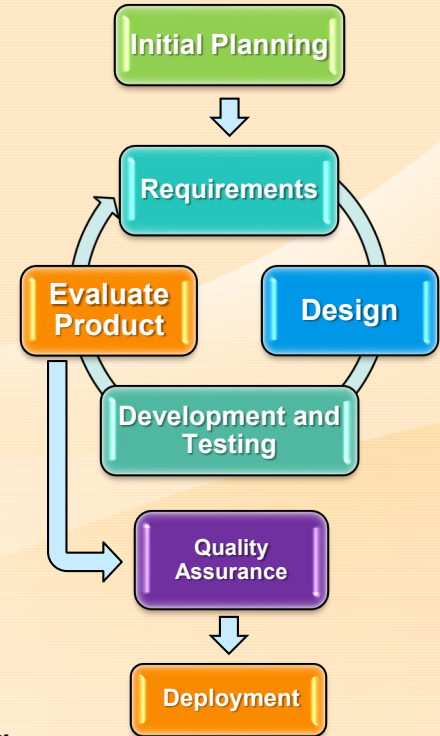 Initial Planning
Requirements
Evaluate
Product
Design
Development and
Testing
Quality
Assurance
Deployment